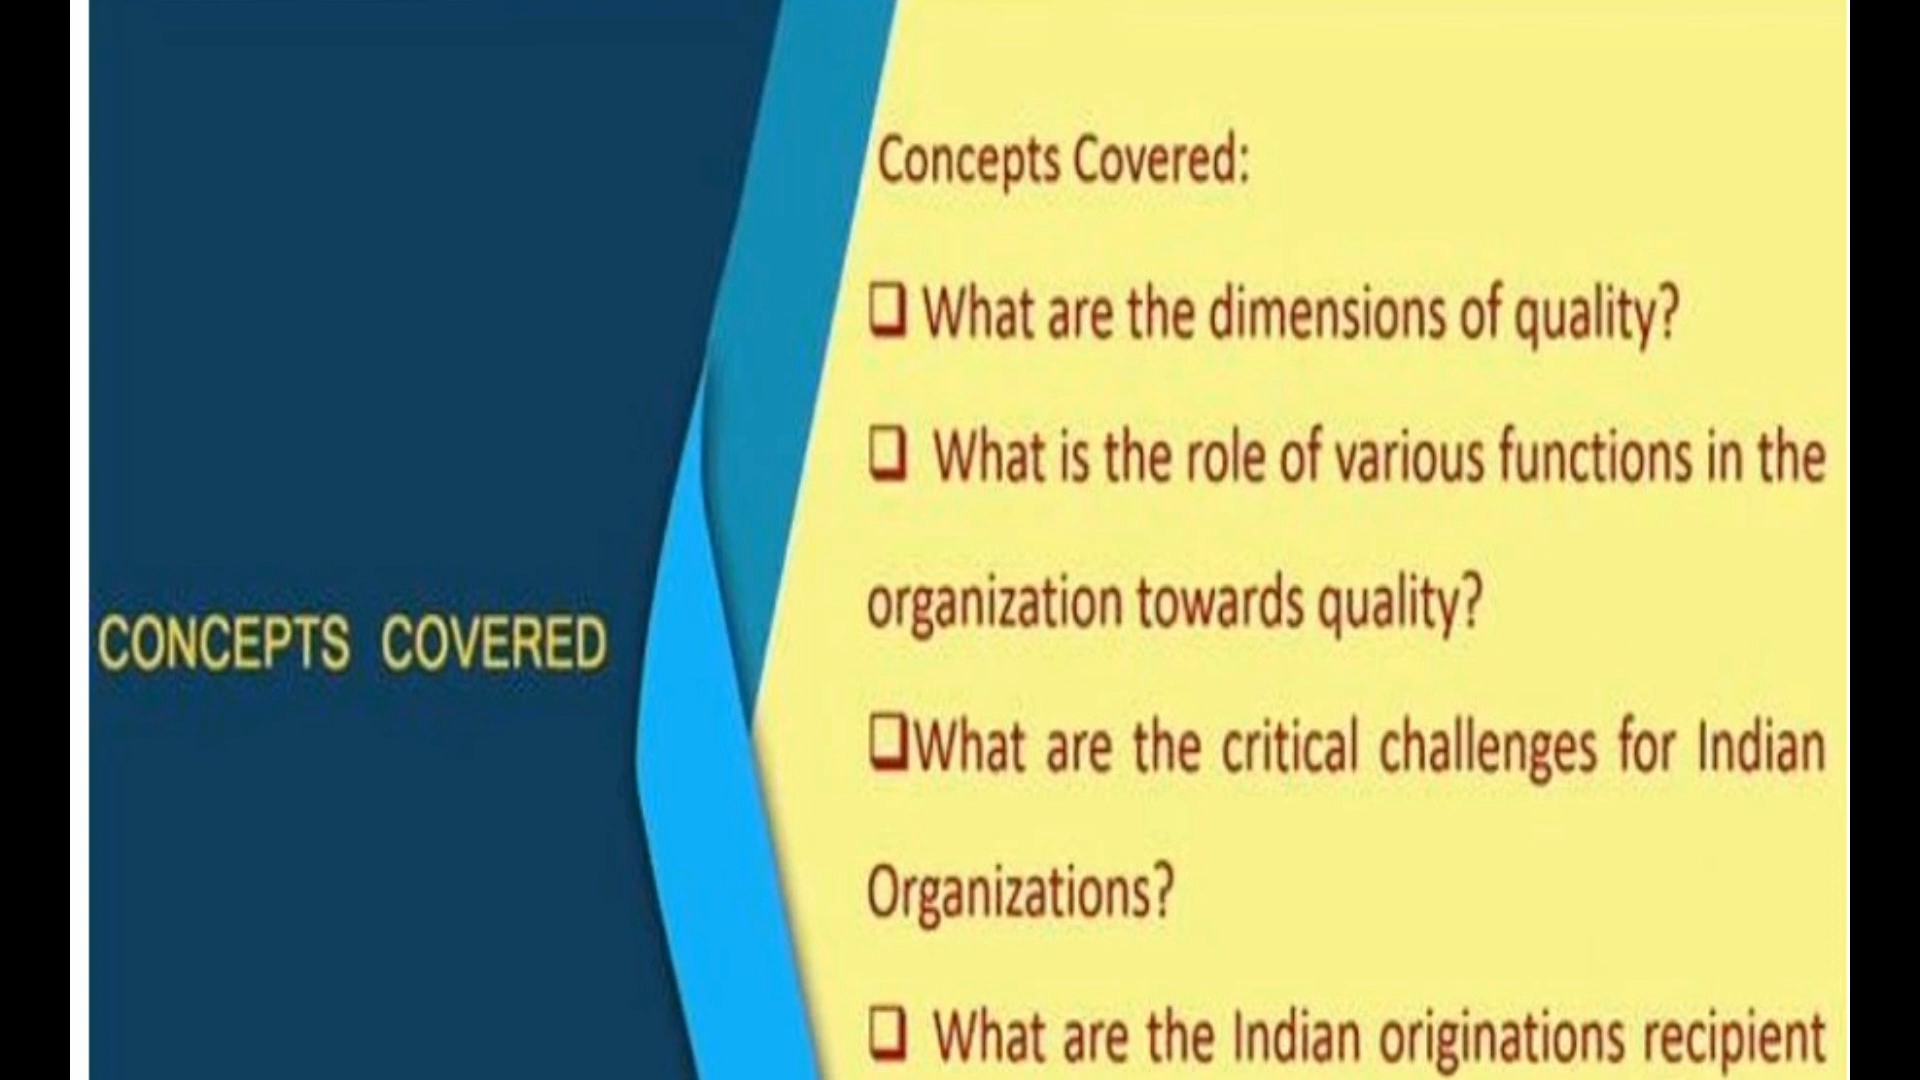 Concepts Covered:
❑ What are the dimensions of quality?
❑ What is the role of various functions in the
organization towards quality?
❑What are the critical challenges for Indian
Organizations?
❑ What are the Indian originations recipient
CONCEPTS COVERED